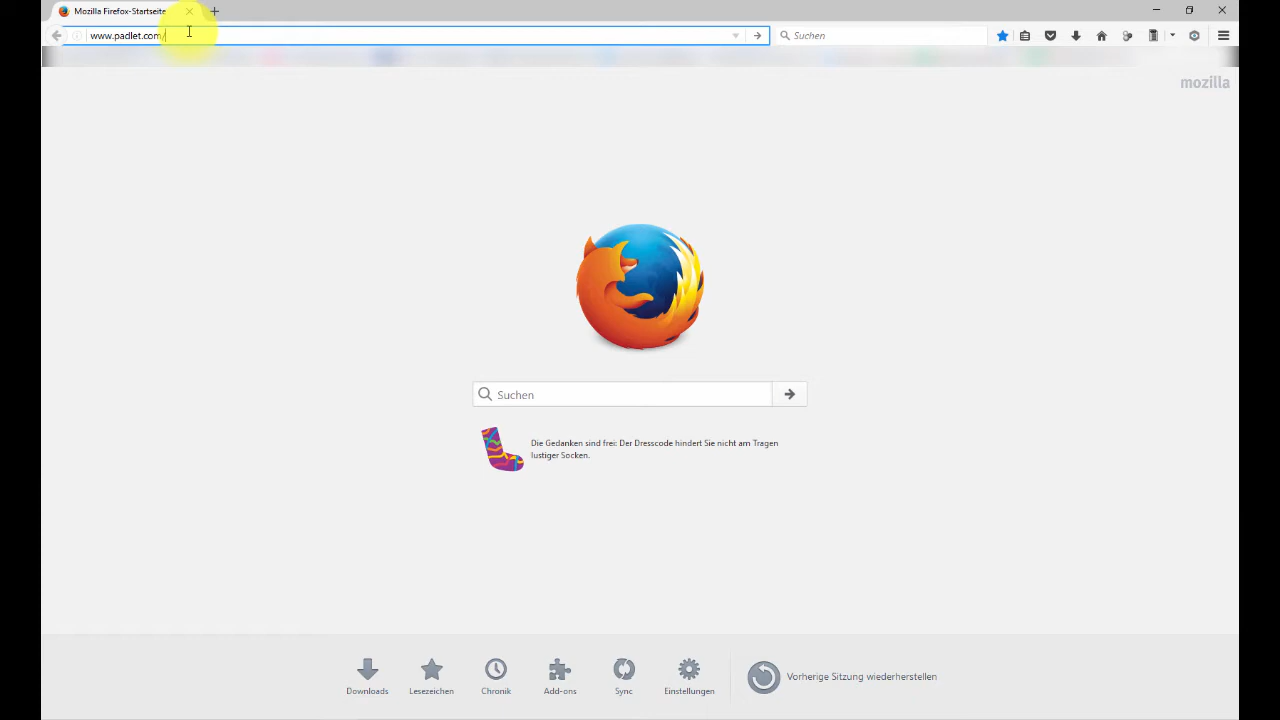 Mozilla Firefox-Startseite
www.padlet.com/
Suchen
mozilla
Suchen
Die Gedanken sind frei: Der Dresscode hindert Sie nicht am Tragen
lustiger Socken.
Downloads
Lesezeichen
Chronik
Add-ons
Sync
Einstellungen
Vorherige Sitzung wiederherstellen